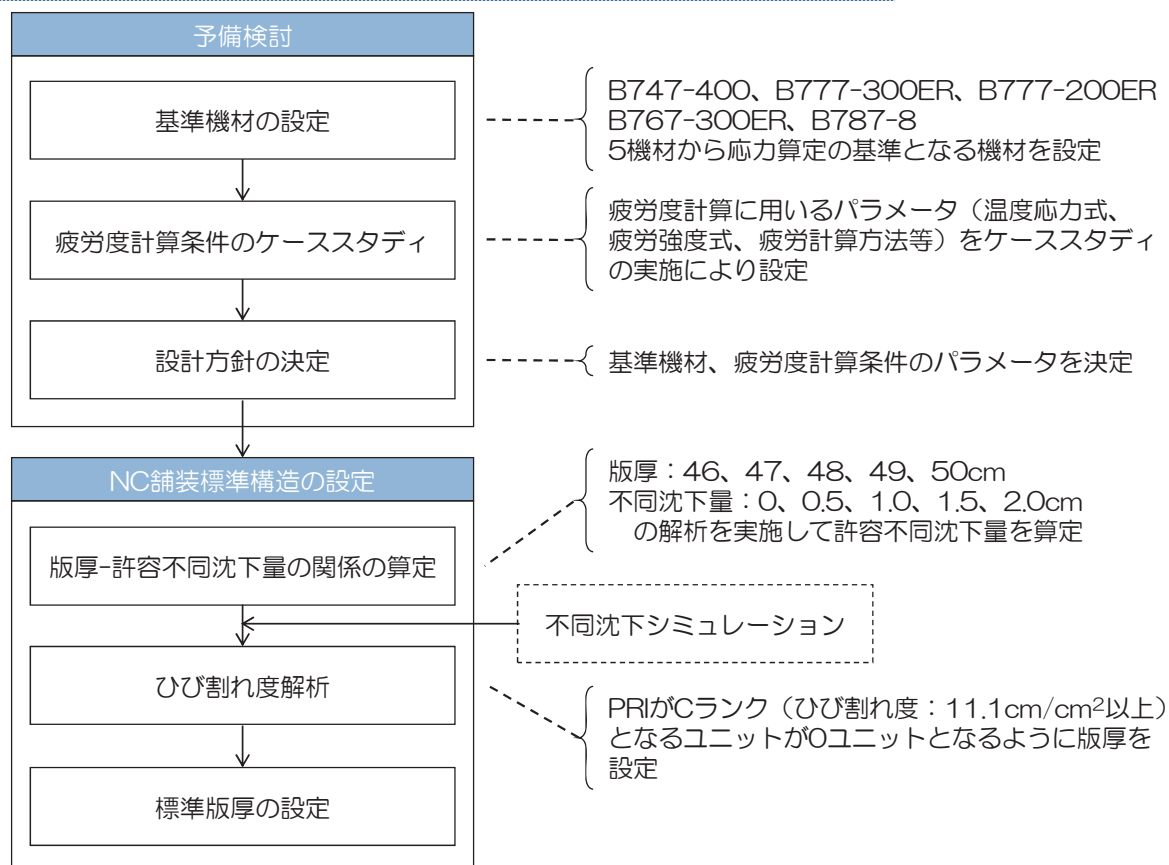 予備検討
基準機材の設定
B747-400、B777-300ER、B777-200ER
B767-300ER、B787-8
5機材から応力算定の基準となる機材を設定
疲労度計算条件のケーススタディ
疲労度計算に用いるパラメータ（温度応力式、
疲労強度式、疲労計算方法等）をケーススタディ
の実施により設定
設計方針の決定
基準機材、疲労度計算条件のパラメータを決定
NC舗装標準構造の設定
版厚-許容不同沈下量の関係の算定
版厚：46、47、48、49、50cm
不同沈下量：0、0.5、1.0、1.5、2.0cm
の解析を実施して許容不同沈下量を算定
不同沈下シミュレーション
ひび割れ度解析
PRIがCランク（ひび割れ度：11.1cm/cm²以上）
となるユニットが0ユニットとなるように版厚を
設定
標準版厚の設定